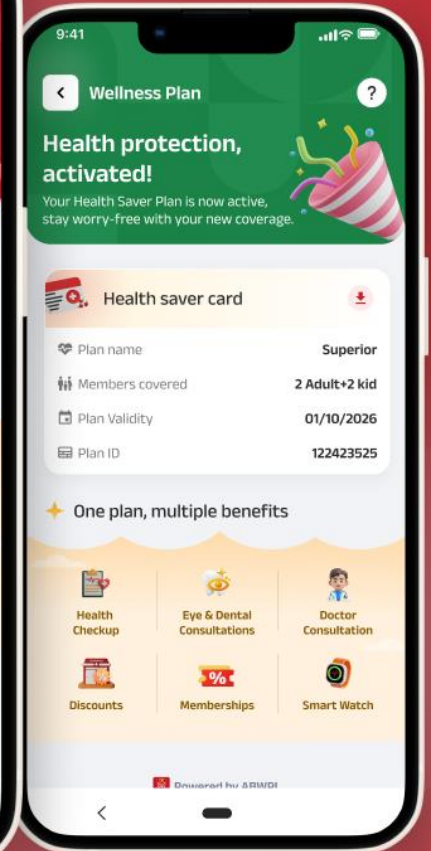 9:41
Wellness Plan
?
Health protection,
activated!
Your Health Saver Plan is now active,
stay worry-free with your new coverage.
Health saver card
Plan name Superior
Members covered 2 Adult+2 kid
Plan Validity 01/10/2026
Plan ID 122423525
One plan, multiple benefits
Health
Checkup
Eye & Dental
Consultations
Doctor
Consultation
Discounts
%
Memberships
Smart Watch
Powered by